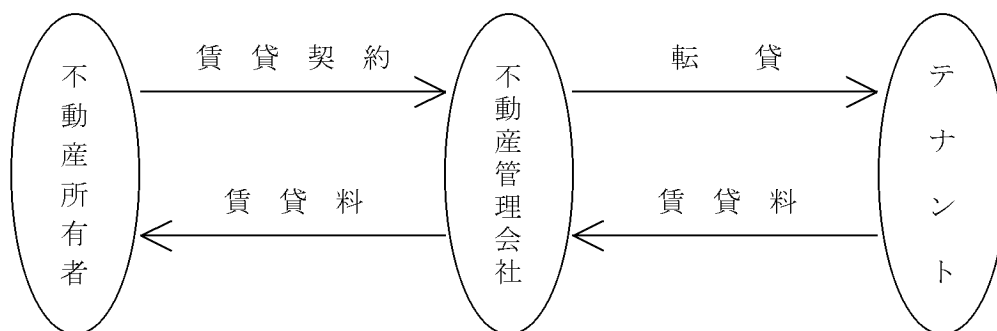 不動産所有者
賃貸契約
賃貸料
不動産管理会社
転貸
賃貸料
テナント